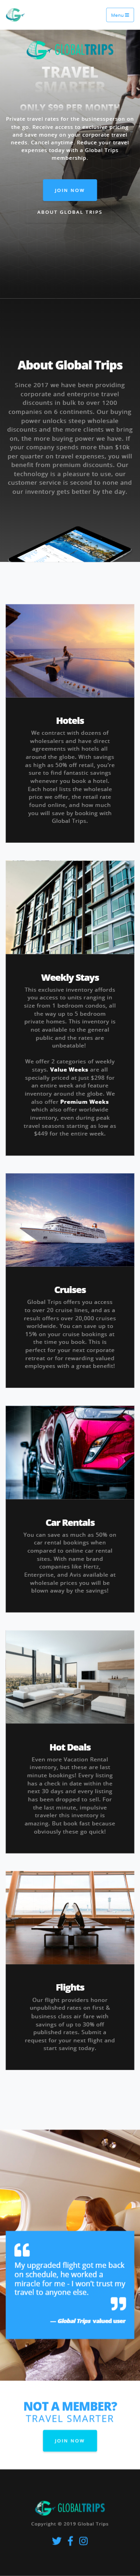 Menu
GLOBALTRIPS
TRAVEL
SMARTER
ONLY $99 PER MONTH
Private travel rates for the businessperson on
the go. Receive access to exclusive pricing
and save money on your corporate travel
needs. Cancel anytime. Reduce your travel
expenses today with a Global Trips
membership.
JOIN NOW
ABOUT GLOBAL TRIPS
About Global Trips
Since 2017 we have been providing
corporate and enterprise travel
discounts in bulk to over 1200
companies on 6 continents. Our buying
power unlocks steep wholesale
discounts and the more clients we bring
on, the more buying power we have. If
your company spends more than $10k
per quarter on travel expenses, you will
benefit from premium discounts. Our
technology is a pleasure to use, our
customer service is second to none and
our inventory gets better by the day.
Hotels
We contract with dozens of
wholesalers and have direct
agreements with hotels all
around the globe. With savings
as high as 50% off retail, you're
sure to find fantastic savings
wherever you book a hotel.
Each hotel lists the wholesale
price we offer, the retail rate
found online, and how much
you will save by booking with
Global Trips.
Weekly Stays
This exclusive inventory affords
you access to units ranging in
size from 1 bedroom condos, all
the way up to 5 bedroom
private homes. This inventory is
not available to the general
public and the rates are
unbeatable!
We offer 2 categories of weekly
stays. Value Weeks are all
specially priced at just $298 for
an entire week and feature
inventory around the globe. We
also offer Premium Weeks
which also offer worldwide
inventory, even during peak
travel seasons starting as low as
$449 for the entire week.
Cruises
Global Trips offers you access
to over 20 cruise lines, and as a
result offers over 20,000 cruises
worldwide. You can save up to
15% on your cruise bookings at
the time you book. This is
perfect for your next corporate
retreat or for rewarding valued
employees with a great benefit!
Car Rentals
You can save as much as 50% on
car rental bookings when
compared to online car rental
sites. With name brand
companies like Hertz,
Enterprise, and Avis available at
wholesale prices you will be
blown away by the savings!
Hot Deals
Even more Vacation Rental
inventory, but these are last
minute bookings! Every listing
has a check in date within the
next 30 days and every listing
has been dropped to sell. For
the last minute, impulsive
traveler this inventory is
amazing. But book fast because
obviously these go quick!
Flights
Our flight providers honor
unpublished rates on first &
business class air fare with
savings of up to 30% off
published rates. Submit a
request for your next flight and
start saving today.
My upgraded flight got me back
on schedule, he worked a
miracle for me - I won't trust my
travel to anyone else.
— Global Trips valued user
NOT A MEMBER?
TRAVEL SMARTER
JOIN NOW
GLOBALTRIPS
Copyright © 2019 Global Trips